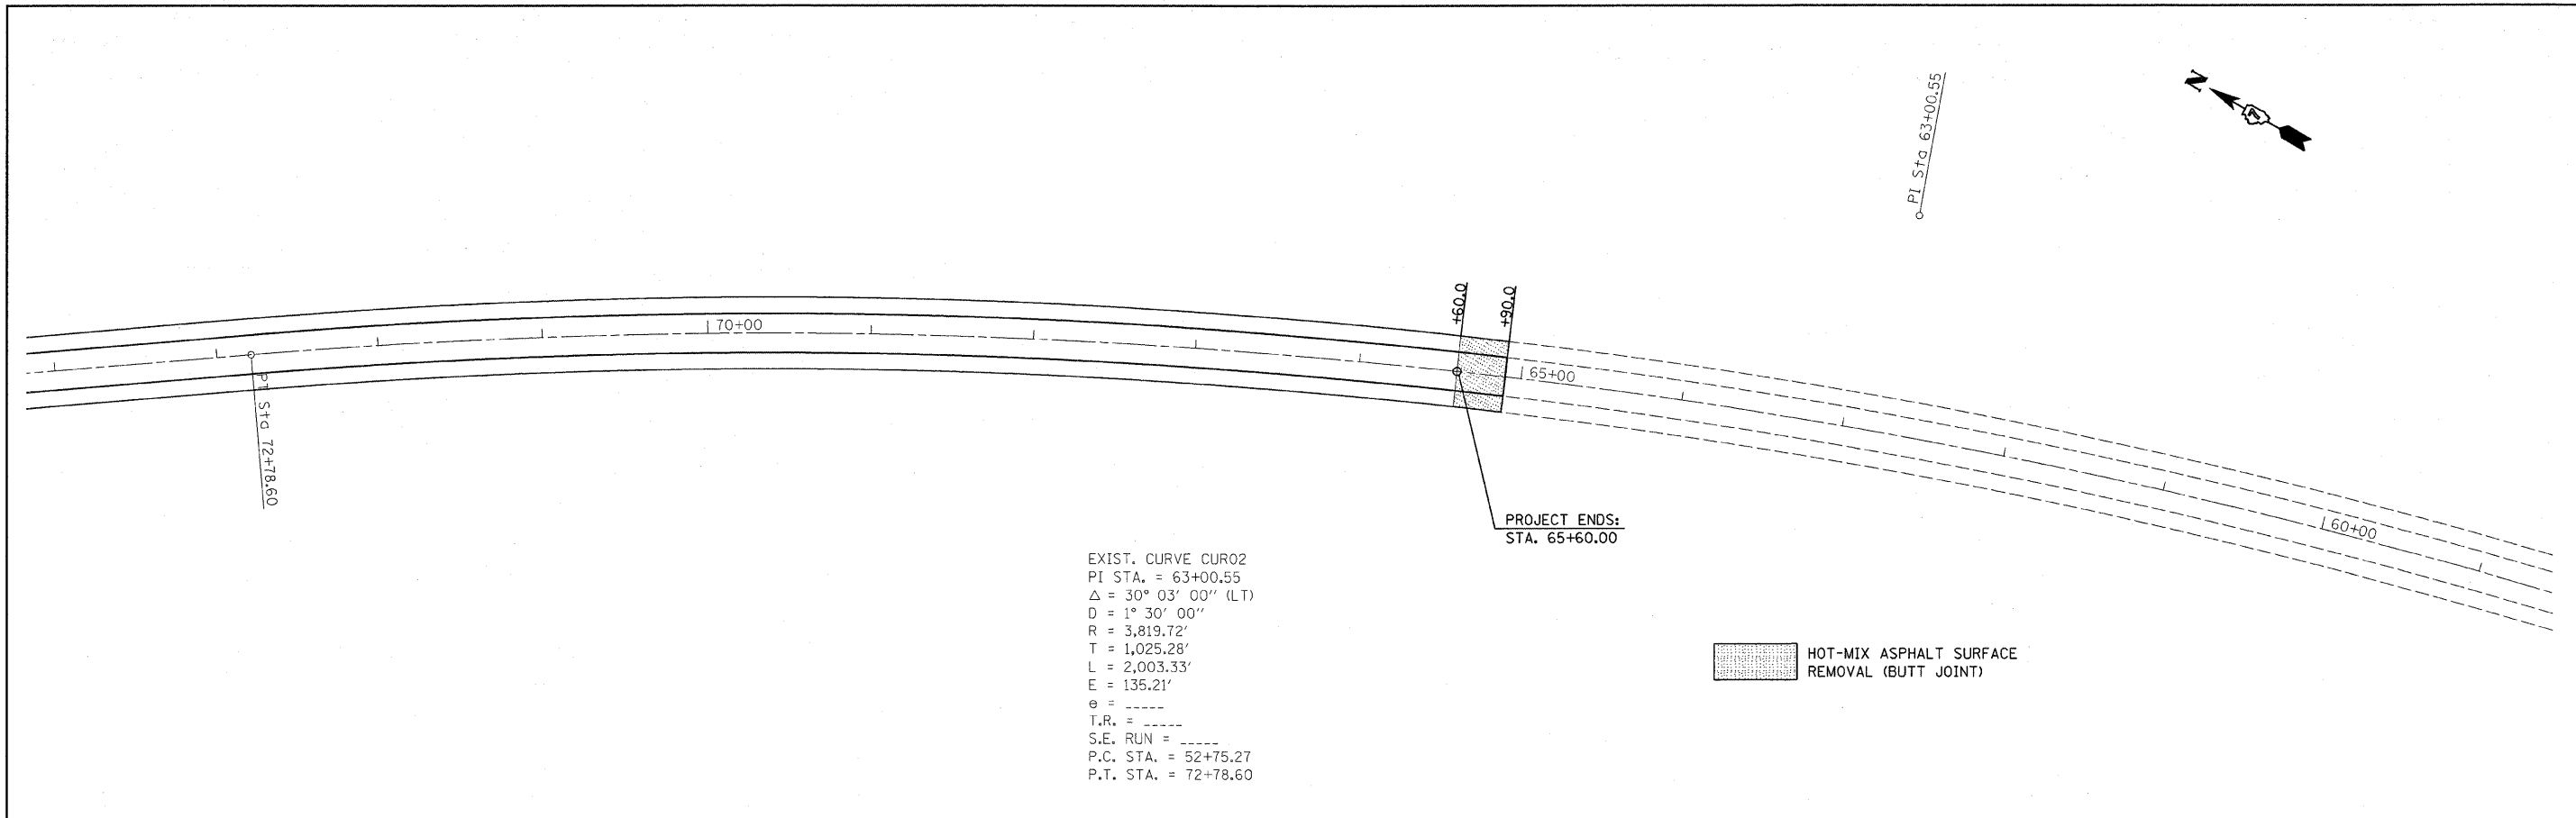 N
PI Sta 63+00.55
+60.0
+90.0
70+00
65+00
PT Sta 72+78.60
60+00
PROJECT ENDS:
STA. 65+60.00
EXIST. CURVE CUR02
PI STA. = 63+00.55
△ = 30° 03' 00'' (LT)
D = 1° 30' 00''
R = 3,819.72'
T = 1,025.28'
L = 2,003.33'
E = 135.21'
e = _____
T.R. = _____
S.E. RUN = _____
P.C. STA. = 52+75.27
P.T. STA. = 72+78.60
HOT-MIX ASPHALT SURFACE
REMOVAL (BUTT JOINT)